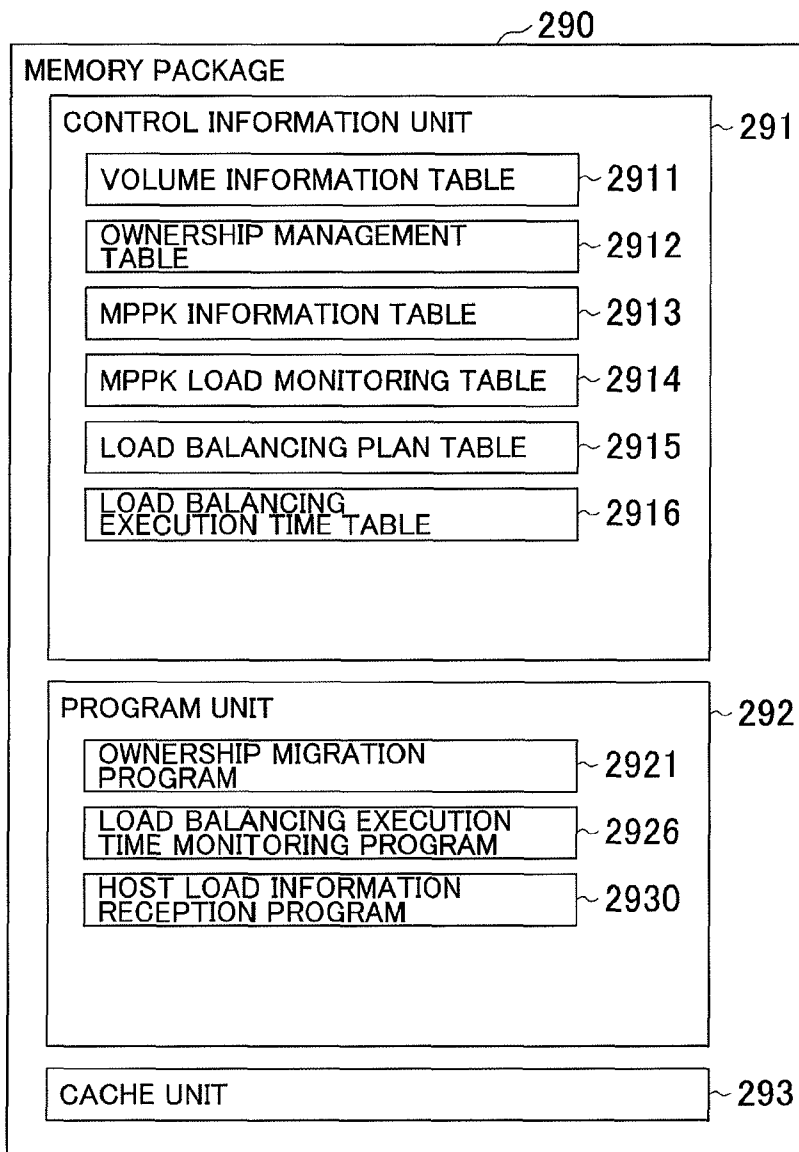 290
MEMORY PACKAGE
CONTROL INFORMATION UNIT
291
VOLUME INFORMATION TABLE
2911
OWNERSHIP MANAGEMENT
TABLE
2912
MPPK INFORMATION TABLE
2913
MPPK LOAD MONITORING TABLE
2914
LOAD BALANCING PLAN TABLE
2915
LOAD BALANCING
EXECUTION TIME TABLE
2916
PROGRAM UNIT
292
OWNERSHIP MIGRATION
PROGRAM
2921
LOAD BALANCING EXECUTION
TIME MONITORING PROGRAM
2926
HOST LOAD INFORMATION
RECEPTION PROGRAM
2930
CACHE UNIT
293